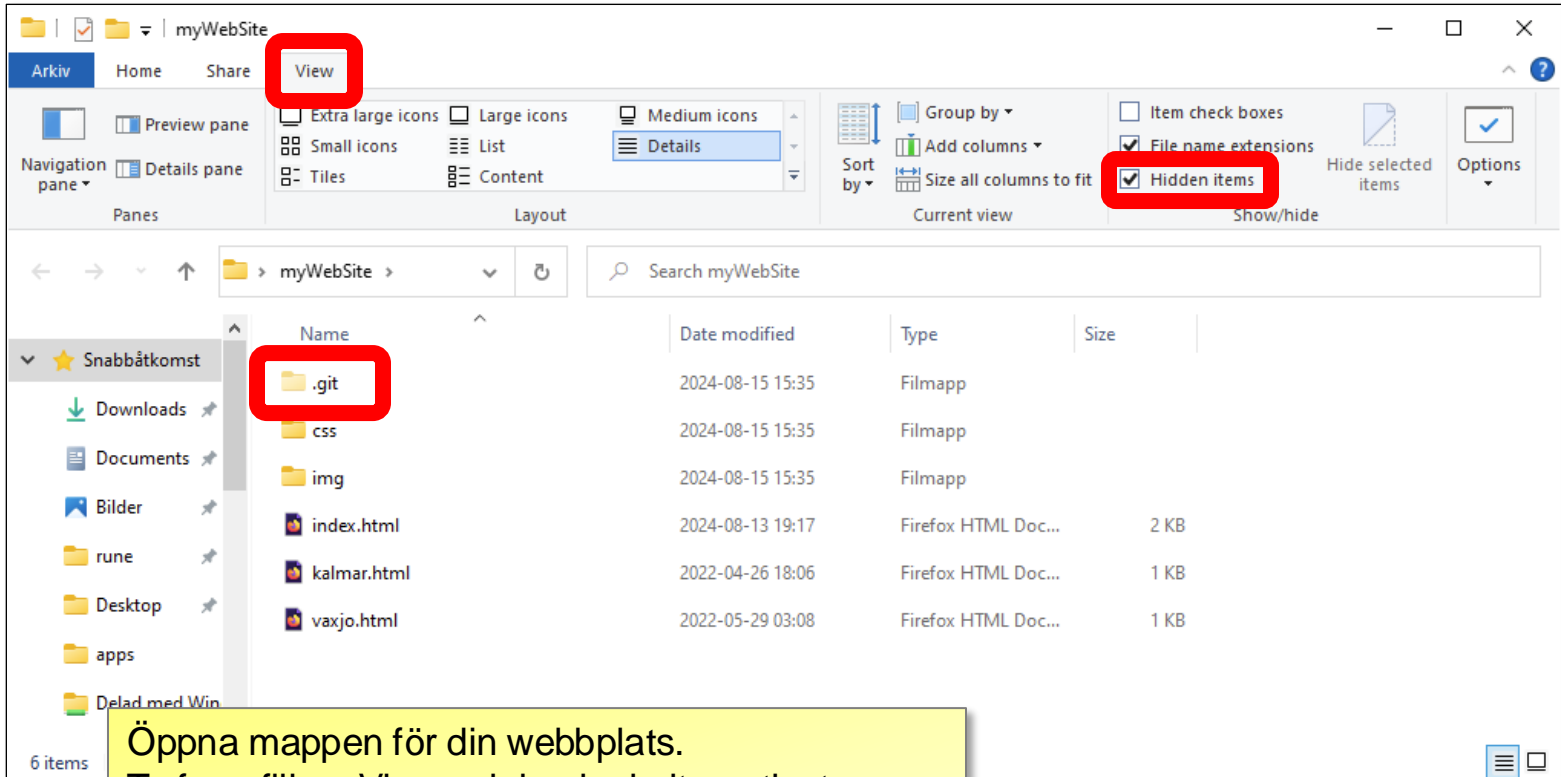 myWebSite
Arkiv Home Share View
Extra large icons Large icons Medium icons
Small icons List Details
Tiles Content
Preview pane
Details pane
Navigation pane
Sort by
Group by
Add columns
Size all columns to fit
Item check boxes
File name extensions
Hidden items
Hide selected items
Options
Panes Layout Current view Show/hide
myWebSite
Search myWebSite
Name Date modified Type Size
Snabbåtkomst
Downloads
Documents
Bilder
rune
Desktop
apps
Delad med Win
.git 2024-08-15 15:35 Filmapp
css 2024-08-15 15:35 Filmapp
img 2024-08-15 15:35 Filmapp
index.html 2024-08-13 19:17 Firefox HTML Doc... 2 KB
kalmar.html 2022-04-26 18:06 Firefox HTML Doc... 1 KB
vaxjo.html 2022-05-29 03:08 Firefox HTML Doc... 1 KB
6 items
Öppna mappen för din webbplats.